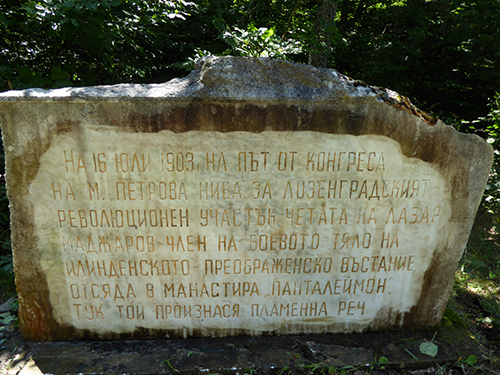 НА 16 ЮЛИ 1903, НА ПЪТ ОТ КОНГРЕСА
НА М. ПЕТРОВА НИВА ЗА ЛОЗЕНГРАДСКИЯТ
РЕВОЛЮЦИОНЕН УЧАСТЪК ЧЕТАТА НА ЛАЗАР
МАДЖАРОВ-ЧЛЕН НА БОЕВОТО ТЯЛО НА
ИЛИНДЕНСКОТО-ПРЕОБРАЖЕНСКО ВЪСТАНИЕ
ОТСЯДА В МАНАСТИРА ПАНТАЛЕЙМОН.
ТУК ТОЙ ПРОИЗНАСЯ ПЛАМЕННА РЕЧ.